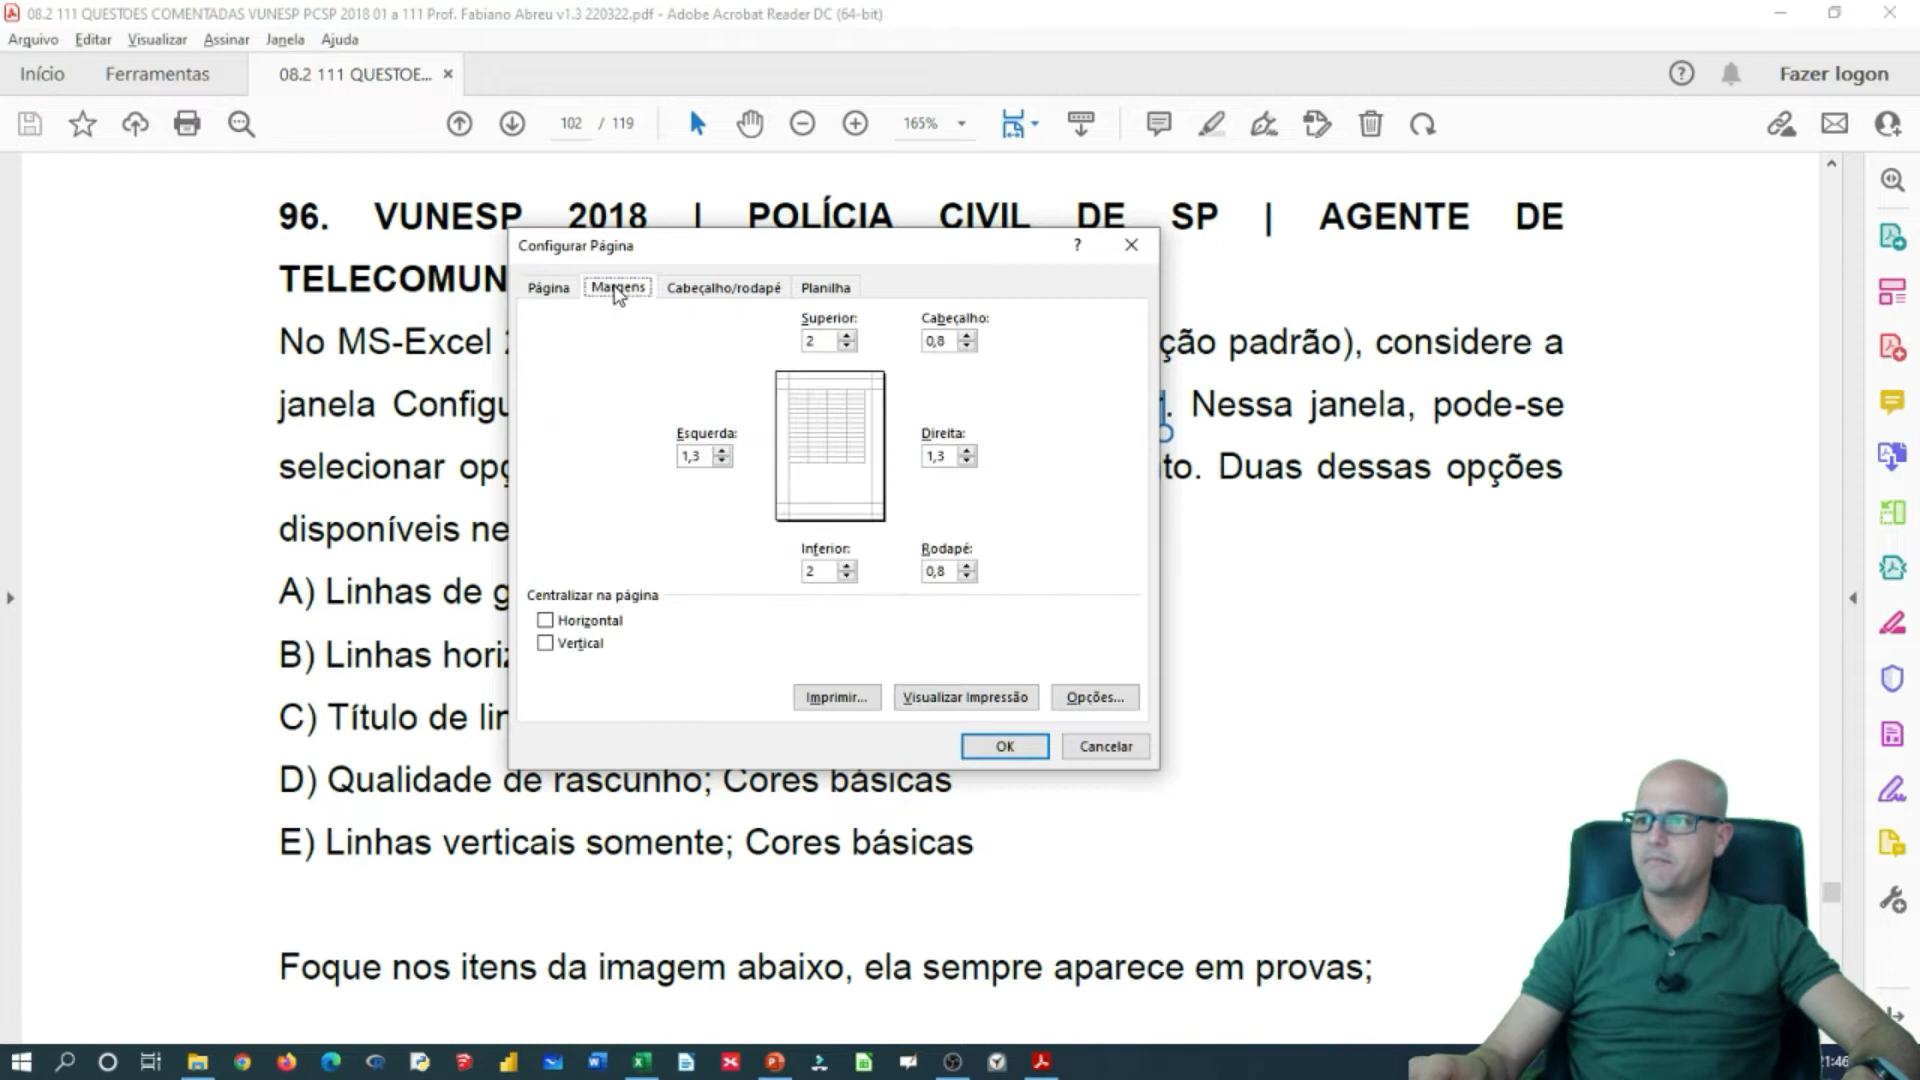 08.2 111 QUESTOES COMENTADAS VUNESP PCSP 2018 01 a 111 Prof. Fabiano Abreu v1.3 220322.pdf - Adobe Acrobat Reader DC (64-bit)
Arquivo Editar Visualizar Assinar Janela Ajuda
Início Ferramentas 08.2 111 QUESTOE... × Fazer logon
102 / 119 165%
96. VUNESP 2018 | POLÍCIA CIVIL DE SP | AGENTE DE
TELECOMUN
No MS-Excel ção padrão), considere a
janela Configu . Nessa janela, pode-se
selecionar opç to. Duas dessas opções
disponíveis ne
A) Linhas de g
B) Linhas horiz
C) Título de lin
D) Qualidade de rascunho; Cores básicas
E) Linhas verticais somente; Cores básicas
Foque nos itens da imagem abaixo, ela sempre aparece em provas;
Configurar Página ?
Página Margens Cabeçalho/rodapé Planilha
Superior: Cabeçalho:
2 0,8
Esquerda: Direita:
1,3 1,3
Inferior: Rodapé:
2 0,8
Centralizar na página
Horizontal
Vertical
Imprimir... Visualizar Impressão Opções...
OK Cancelar
21:46